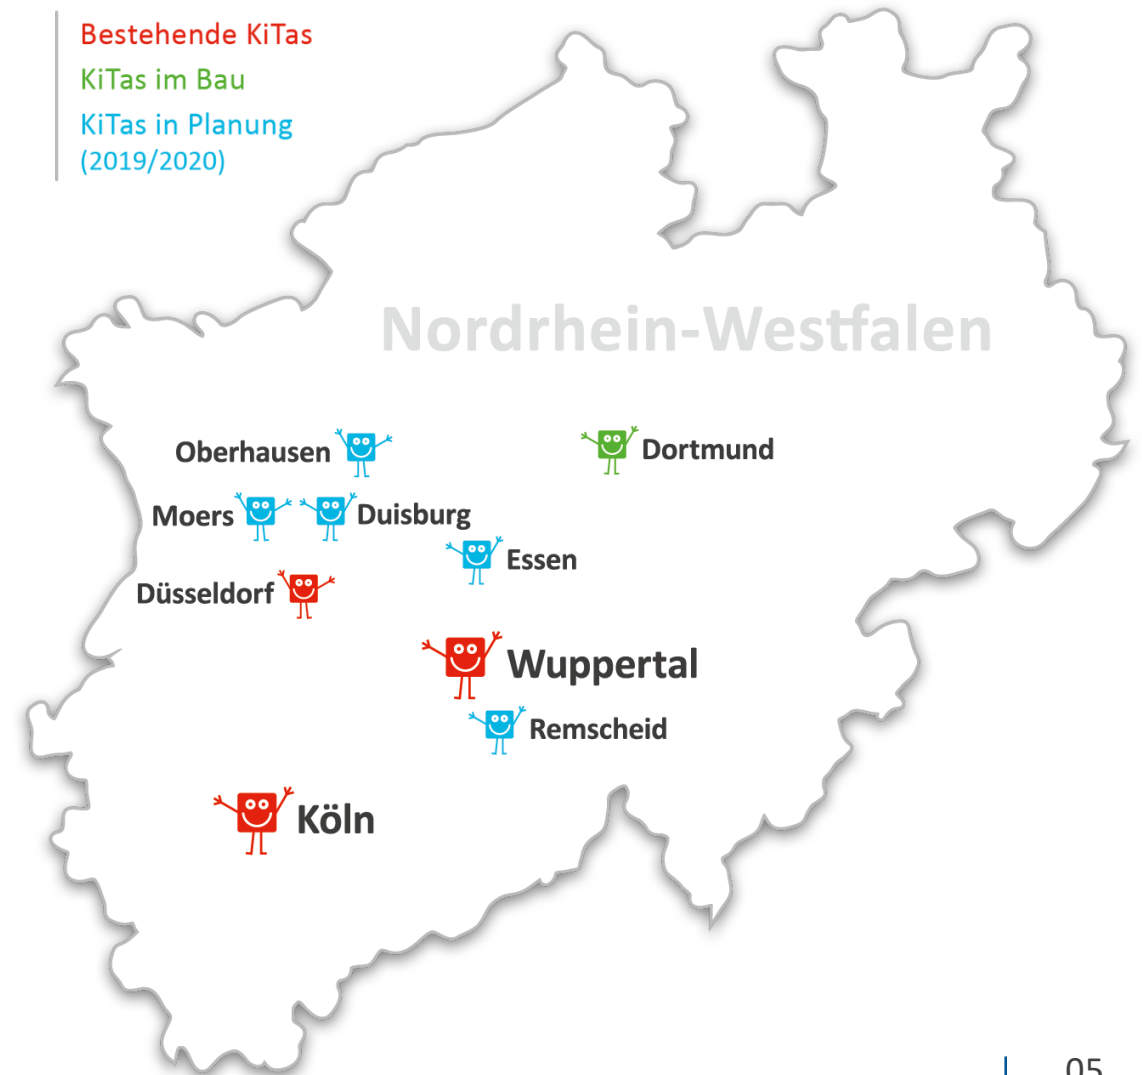 Bestehende KiTas
KiTas im Bau
KiTas in Planung
(2019/2020)
Nordrhein-Westfalen
Oberhausen
Dortmund
Moers
Duisburg
Essen
Düsseldorf
Wuppertal
Remscheid
Köln
05